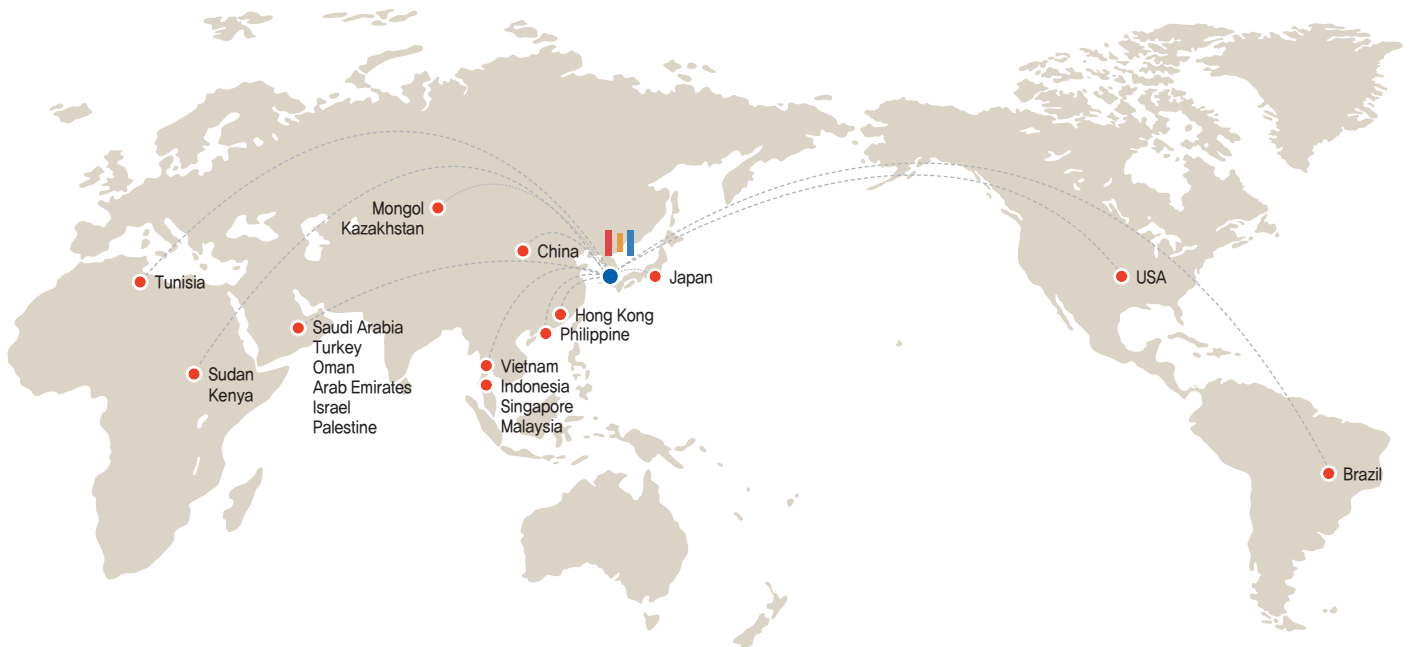 Mongol
Kazakhstan
China
Tunisia
Japan
USA
Saudi Arabia
Turkey
Oman
Arab Emirates
Israel
Palestine
Hong Kong
Philippine
Sudan
Kenya
Vietnam
Indonesia
Singapore
Malaysia
Brazil